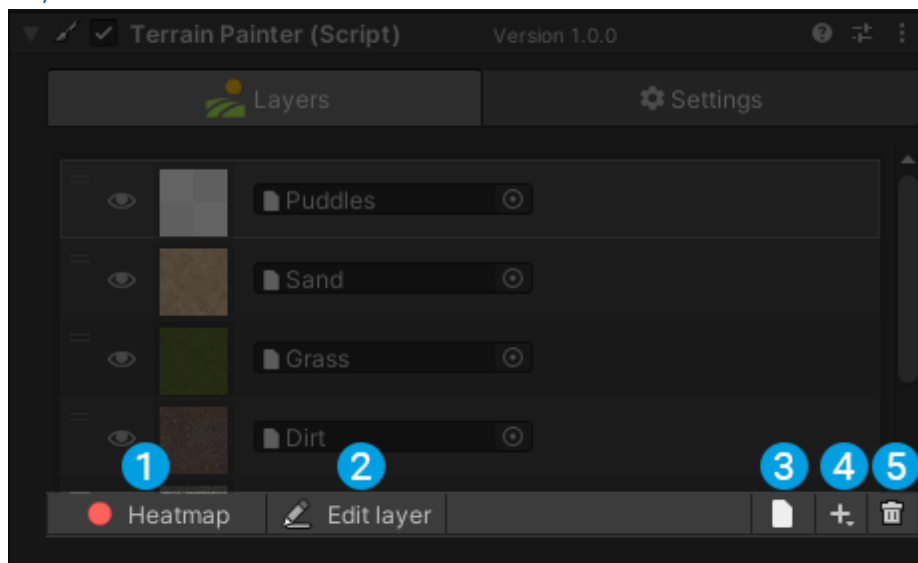 Terrain Painter (Script) Version 1.0.0
Layers Settings
Puddles
Sand
Grass
Dirt
1 2 3 4 5
Heatmap Edit layer